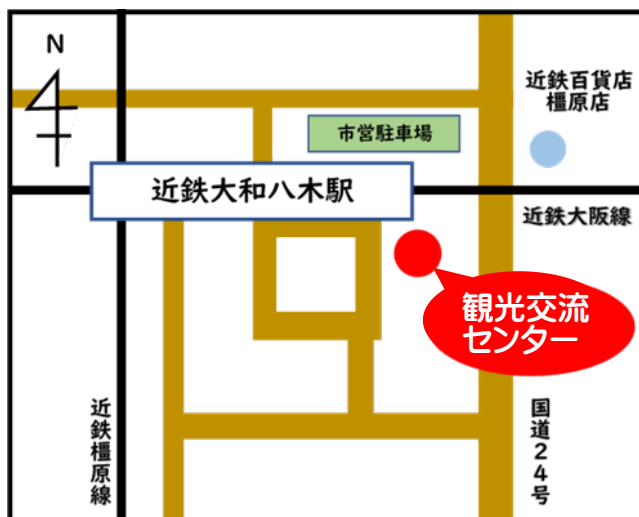 N
近鉄百貨店
橿原店
市営駐車場
近鉄大和八木駅
近鉄大阪線
観光交流
センター
近鉄橿原線
国道24号